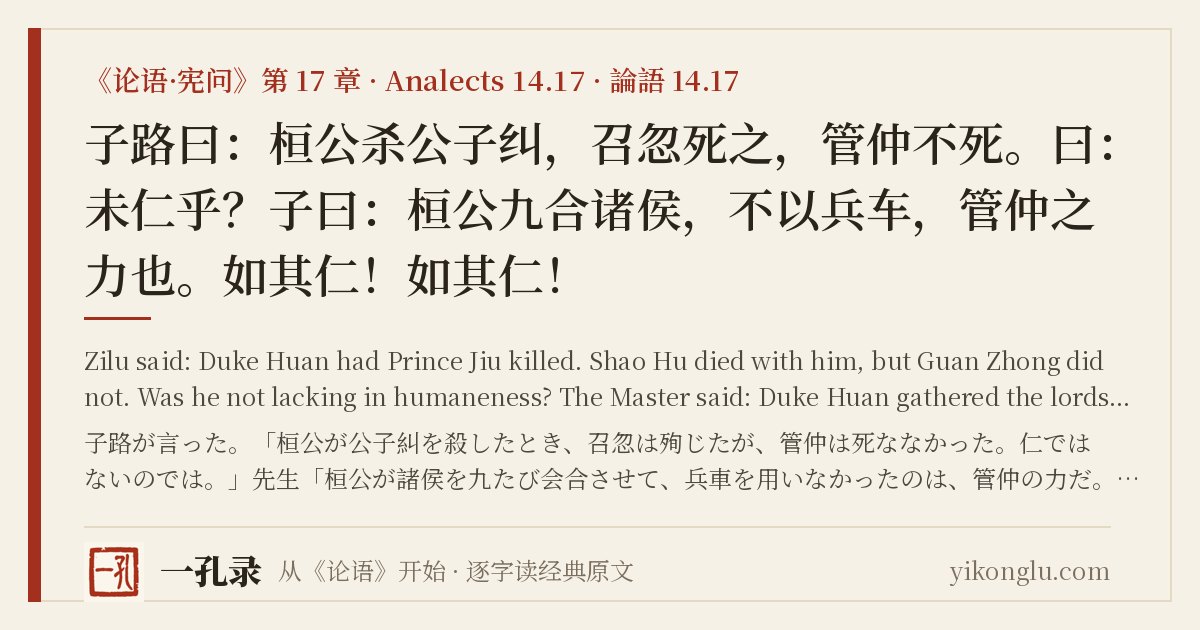 《论语·宪问》第 17 章 · Analects 14.17 · 論語 14.17
子路曰：桓公杀公子纠，召忽死之，管仲不死。曰：
未仁乎？子曰：桓公九合诸侯，不以兵车，管仲之
力也。如其仁！如其仁！
Zilu said: Duke Huan had Prince Jiu killed. Shao Hu died with him, but Guan Zhong did
not. Was he not lacking in humaneness? The Master said: Duke Huan gathered the lords…
子路が言った。「桓公が公子糾を殺したとき、召忽は殉じたが、管仲は死ななかった。仁では
ないのでは。」先生「桓公が諸侯を九たび会合させて、兵車を用いなかったのは、管仲の力だ。…
一孔
一孔录 从《论语》开始 · 逐字读经典原文 yikonglu.com